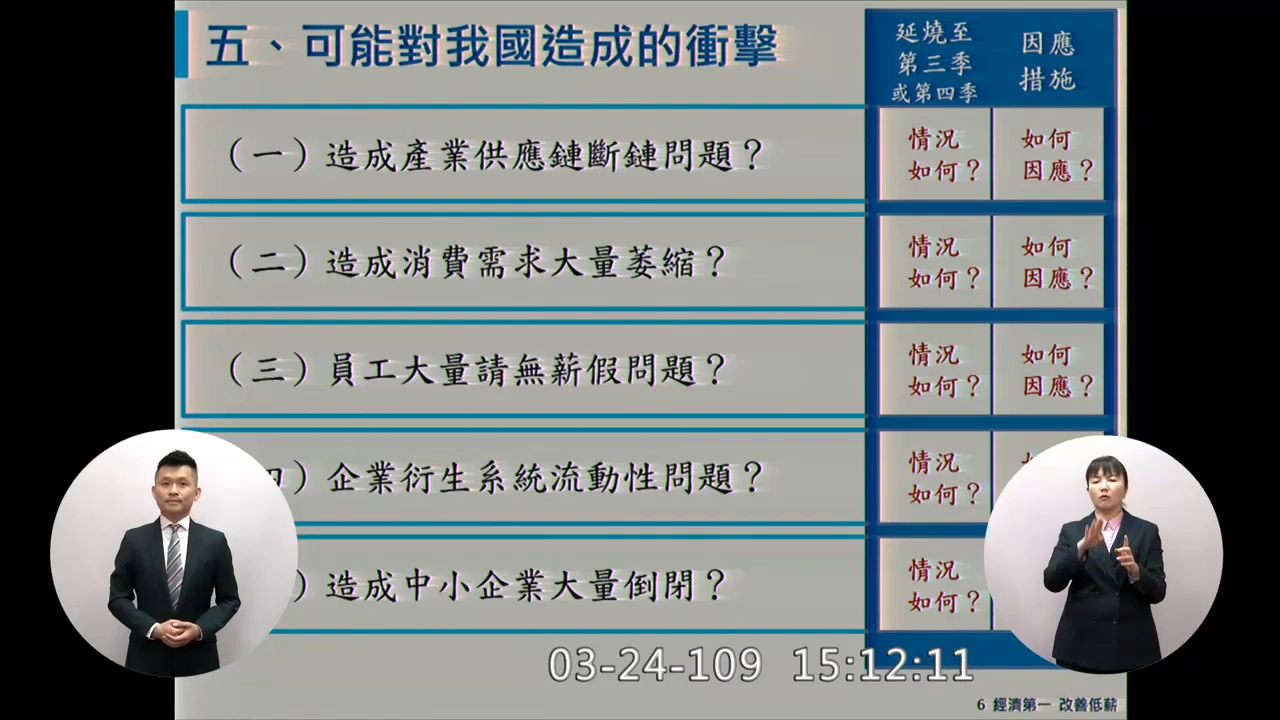 五、可能對我國造成的衝擊
延燒至
第三季
或第四季
因應
措施
（一）造成產業供應鏈斷鏈問題？
情況
如何？
如何
因應？
（二）造成消費需求大量萎縮？
情況
如何？
如何
因應？
（三）員工大量請無薪假問題？
情況
如何？
如何
因應？
）企業衍生系統流動性問題？
情況
如何？
）造成中小企業大量倒閉？
情況
如何？
03-24-109 15:12:11
6 經濟第一 改善低薪